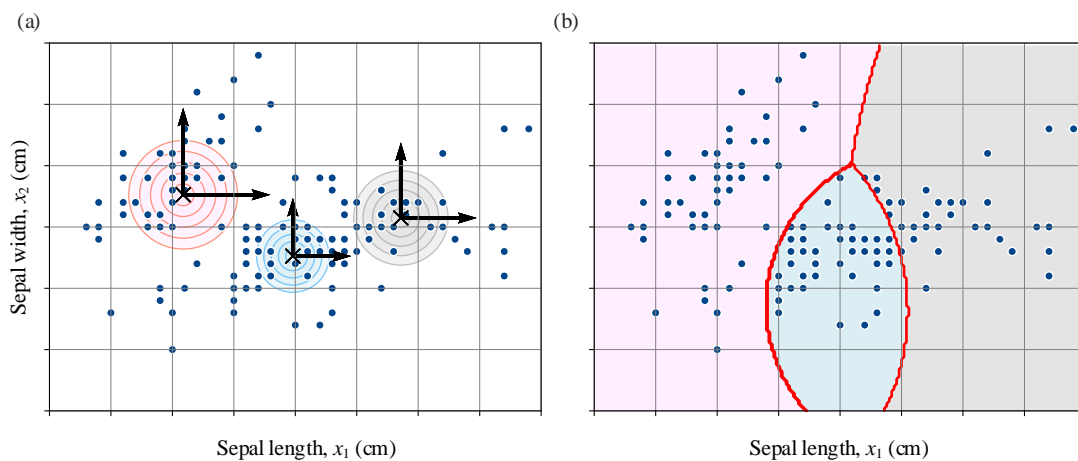 (a)
(b)
Sepal width, x₂ (cm)
Sepal length, x₁ (cm)
Sepal length, x₁ (cm)